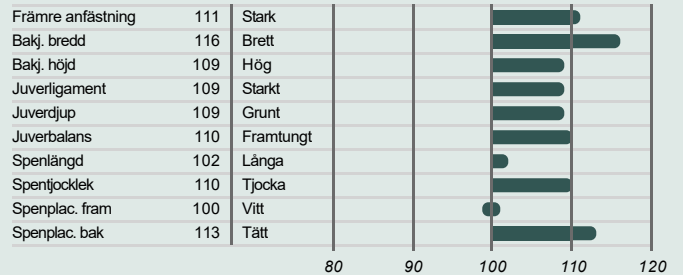 Främre anfästning 111 Stark
Bakj. bredd 116 Brett
Bakj. höjd 109 Hög
Juverligament 109 Starkt
Juverdjup 109 Grunt
Juverbalans 110 Framtungt
Spenlängd 102 Långa
Spentjocklek 110 Tjocka
Spenplac. fram 100 Vitt
Spenplac. bak 113 Tätt
80 90 100 110 120